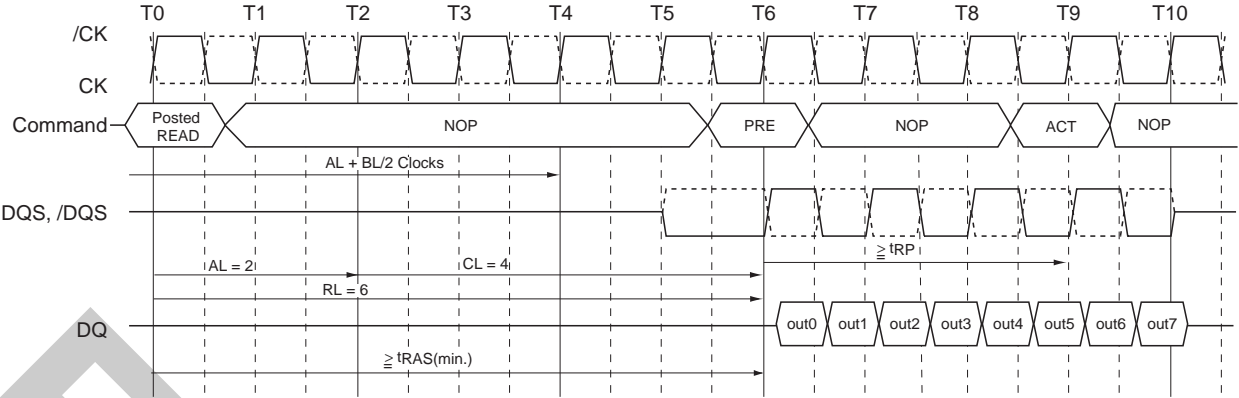 T0 T1 T2 T3 T4 T5 T6 T7 T8 T9 T10
/CK
CK
Command
Posted READ
NOP
PRE
NOP
ACT
NOP
AL + BL/2 Clocks
DQS, /DQS
≧ tRP
AL = 2
CL = 4
RL = 6
DQ
out0 out1 out2 out3 out4 out5 out6 out7
≧ tRAS(min.)